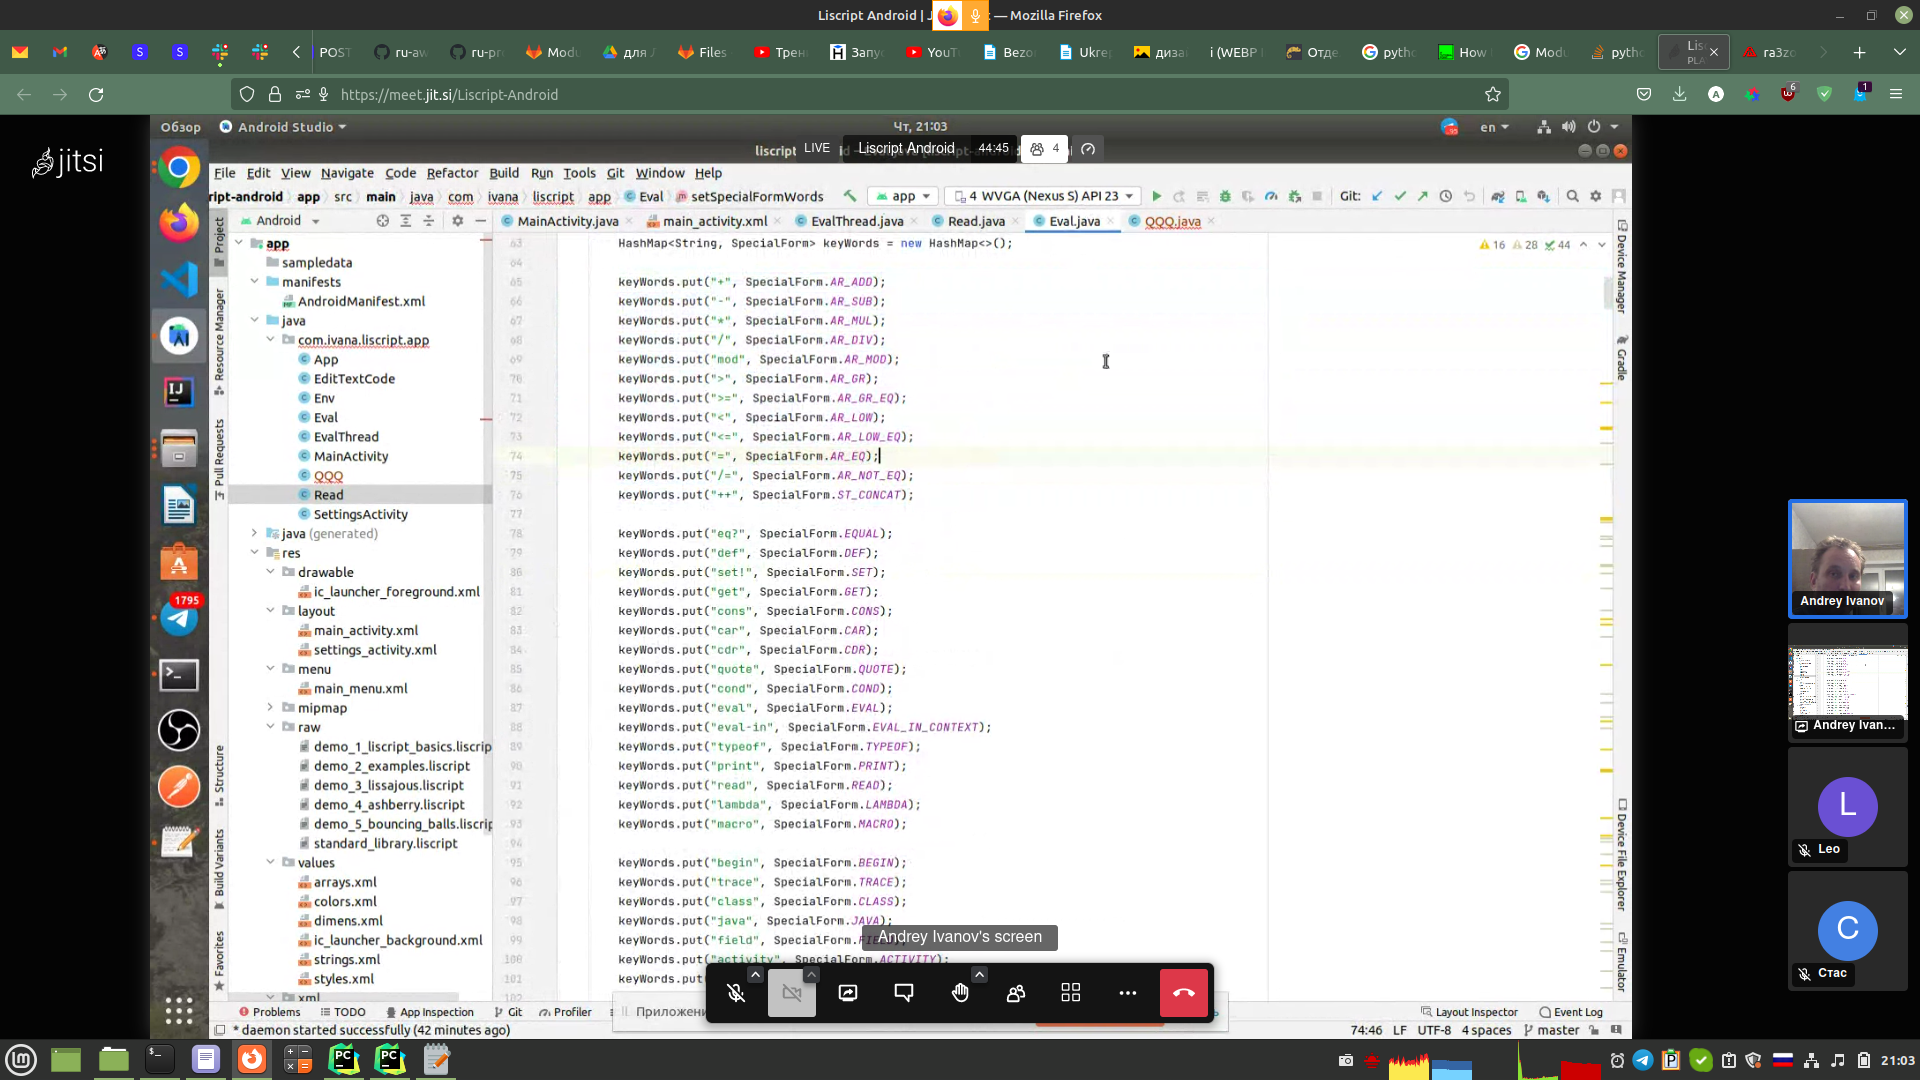 Liscript Android | J — Mozilla Firefox
POST
ru-aw
ru-pr
Modu
для
Files
Трен
Запус
YouT
Bezo
Ukre
диза
i (WEBP
Отде
pytho
How
Modu
pytho
Lis
PLA
ra3zo
https://meet.jit.si/Liscript-Android
6
1
jitsi
Обзор
Android Studio
Чт, 21:03
en
LIVE
Liscript Android
44:45
4
File Edit View Navigate Code Refactor Build Run Tools Git Window Help
ript-android app src main java com ivana liscript app Eval setSpecialFormWords
app
4 WVGA (Nexus S) API 23
Git:
Android
MainActivity.java
main_activity.xml
EvalThread.java
Read.java
Eval.java
QQQ.java
Project
Resource Manager
Pull Requests
Structure
Build Variants
Favorites
app
sampledata
manifests
AndroidManifest.xml
java
com.ivana.liscript.app
App
EditTextCode
Env
Eval
EvalThread
MainActivity
QQQ
Read
SettingsActivity
java (generated)
res
drawable
ic_launcher_foreground.xml
layout
main_activity.xml
settings_activity.xml
menu
main_menu.xml
mipmap
raw
demo_1_liscript_basics.liscrip
demo_2_examples.liscript
demo_3_lissajous.liscript
demo_4_ashberry.liscript
demo_5_bouncing_balls.liscrip
standard_library.liscript
values
arrays.xml
colors.xml
dimens.xml
ic_launcher_background.xml
strings.xml
styles.xml
xml
1795
16 28 44
63 HashMap<String, SpecialForm> keyWords = new HashMap<>();
64
65 keyWords.put("+", SpecialForm.AR_ADD);
66 keyWords.put("-", SpecialForm.AR_SUB);
67 keyWords.put("*", SpecialForm.AR_MUL);
68 keyWords.put("/", SpecialForm.AR_DIV);
69 keyWords.put("mod", SpecialForm.AR_MOD);
70 keyWords.put(">", SpecialForm.AR_GR);
71 keyWords.put(">=", SpecialForm.AR_GR_EQ);
72 keyWords.put("<", SpecialForm.AR_LOW);
73 keyWords.put("<=", SpecialForm.AR_LOW_EQ);
74 keyWords.put("=", SpecialForm.AR_EQ);
75 keyWords.put("/=", SpecialForm.AR_NOT_EQ);
76 keyWords.put("++", SpecialForm.ST_CONCAT);
77
78 keyWords.put("eq?", SpecialForm.EQUAL);
79 keyWords.put("def", SpecialForm.DEF);
80 keyWords.put("set!", SpecialForm.SET);
81 keyWords.put("get", SpecialForm.GET);
82 keyWords.put("cons", SpecialForm.CONS);
83 keyWords.put("car", SpecialForm.CAR);
84 keyWords.put("cdr", SpecialForm.CDR);
85 keyWords.put("quote", SpecialForm.QUOTE);
86 keyWords.put("cond", SpecialForm.COND);
87 keyWords.put("eval", SpecialForm.EVAL);
88 keyWords.put("eval-in", SpecialForm.EVAL_IN_CONTEXT);
89 keyWords.put("typeof", SpecialForm.TYPEOF);
90 keyWords.put("print", SpecialForm.PRINT);
91 keyWords.put("read", SpecialForm.READ);
92 keyWords.put("lambda", SpecialForm.LAMBDA);
93 keyWords.put("macro", SpecialForm.MACRO);
94
95 keyWords.put("begin", SpecialForm.BEGIN);
96 keyWords.put("trace", SpecialForm.TRACE);
97 keyWords.put("class", SpecialForm.CLASS);
98 keyWords.put("java", SpecialForm.JAVA);
99 keyWords.put("field", SpecialForm.FIELD);
100 keyWords.put("activity", SpecialForm.ACTIVITY);
101 keyWords.put
102
Andrey Ivanov's screen
Device Manager
Gradle
Device File Explorer
Emulator
Andrey Ivanov
Andrey Ivan...
L
Leo
C
Стас
Problems
TODO
App Inspection
Git
Profiler
Приложени
Layout Inspector
Event Log
* daemon started successfully (42 minutes ago)
74:46 LF UTF-8 4 spaces master
21:03